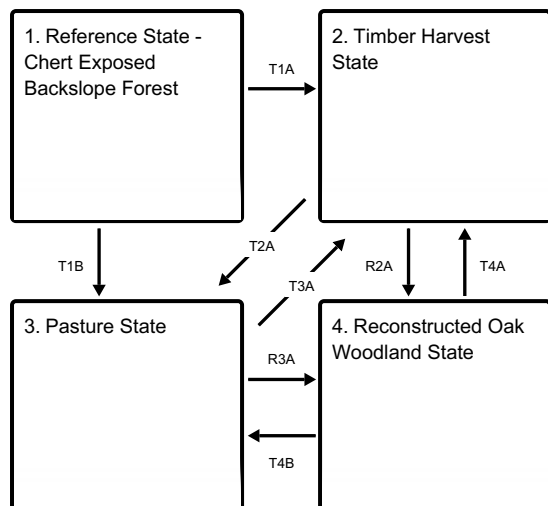 1. Reference State -
Chert Exposed
Backslope Forest
T1A
2. Timber Harvest
State
T1B
T2A
T3A
R2A
T4A
3. Pasture State
R3A
T4B
4. Reconstructed Oak
Woodland State